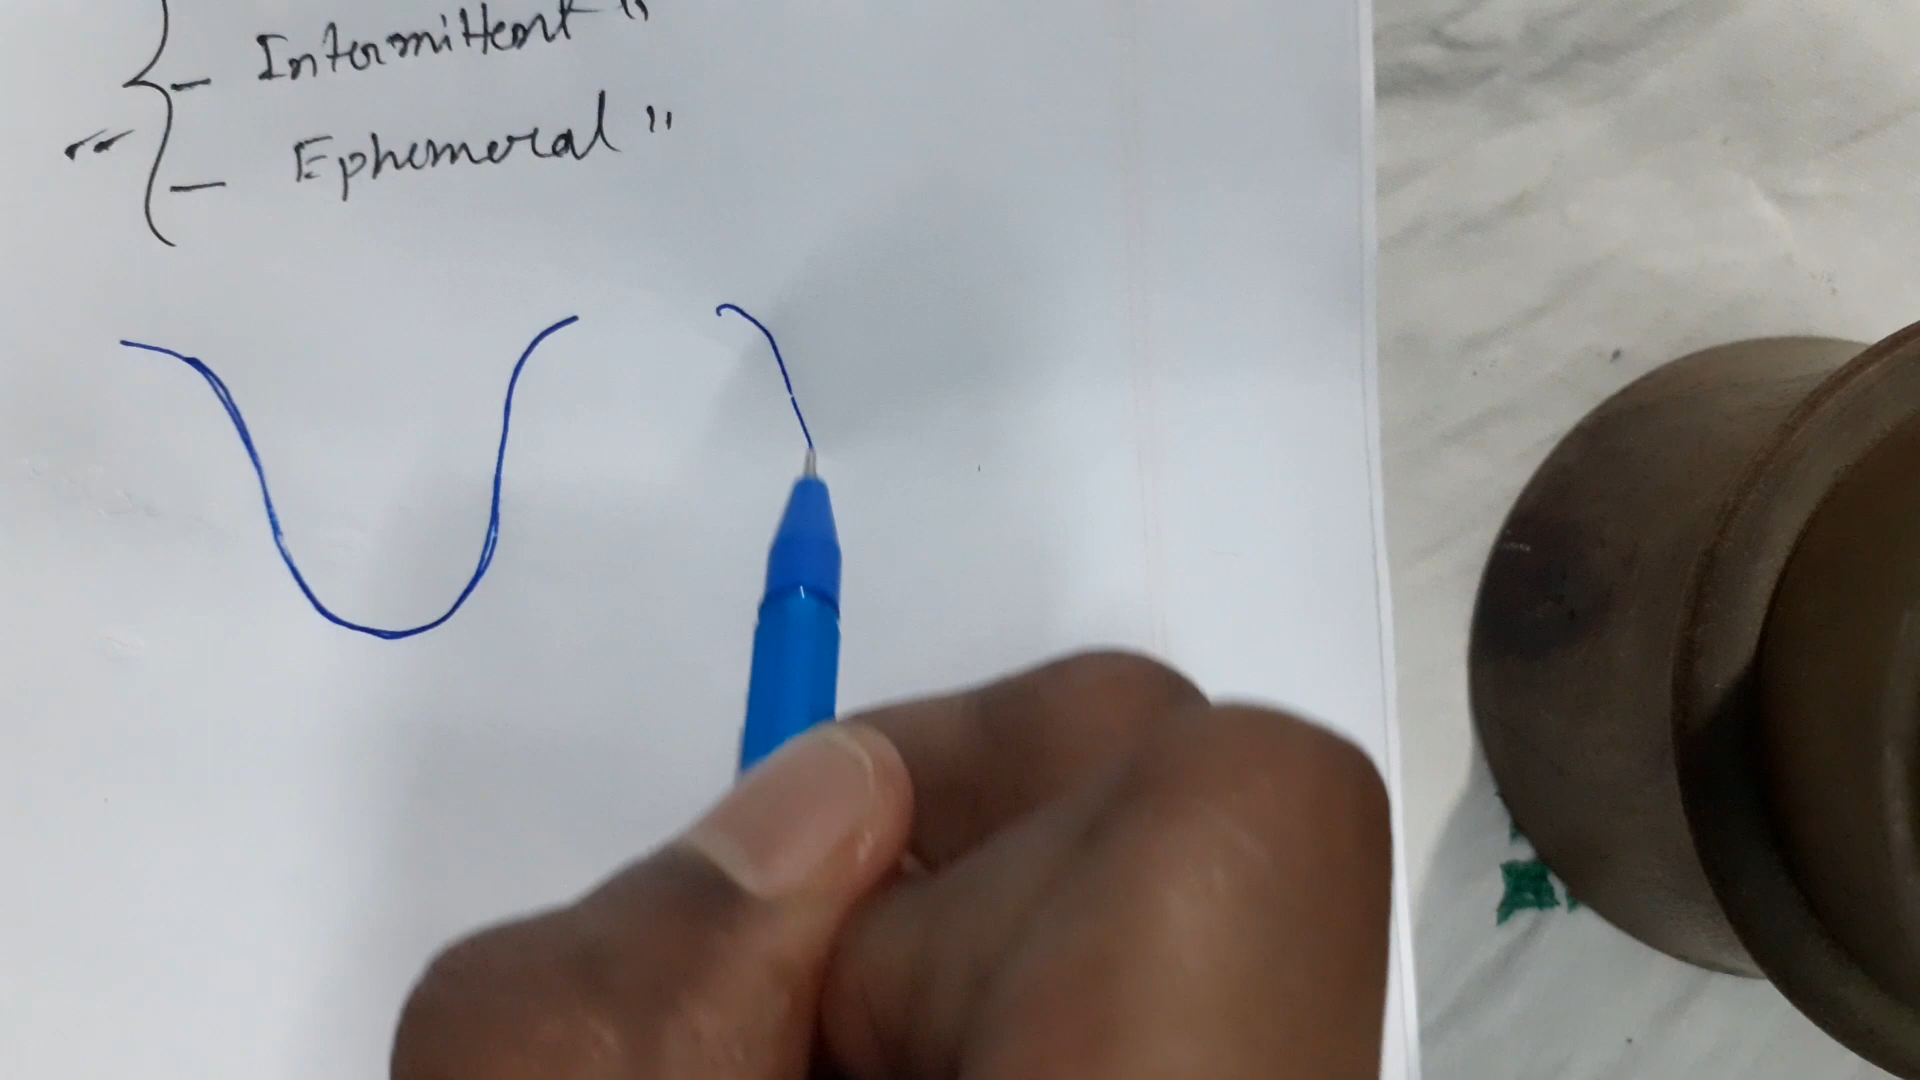 - Intermittent "
- Ephemeral "